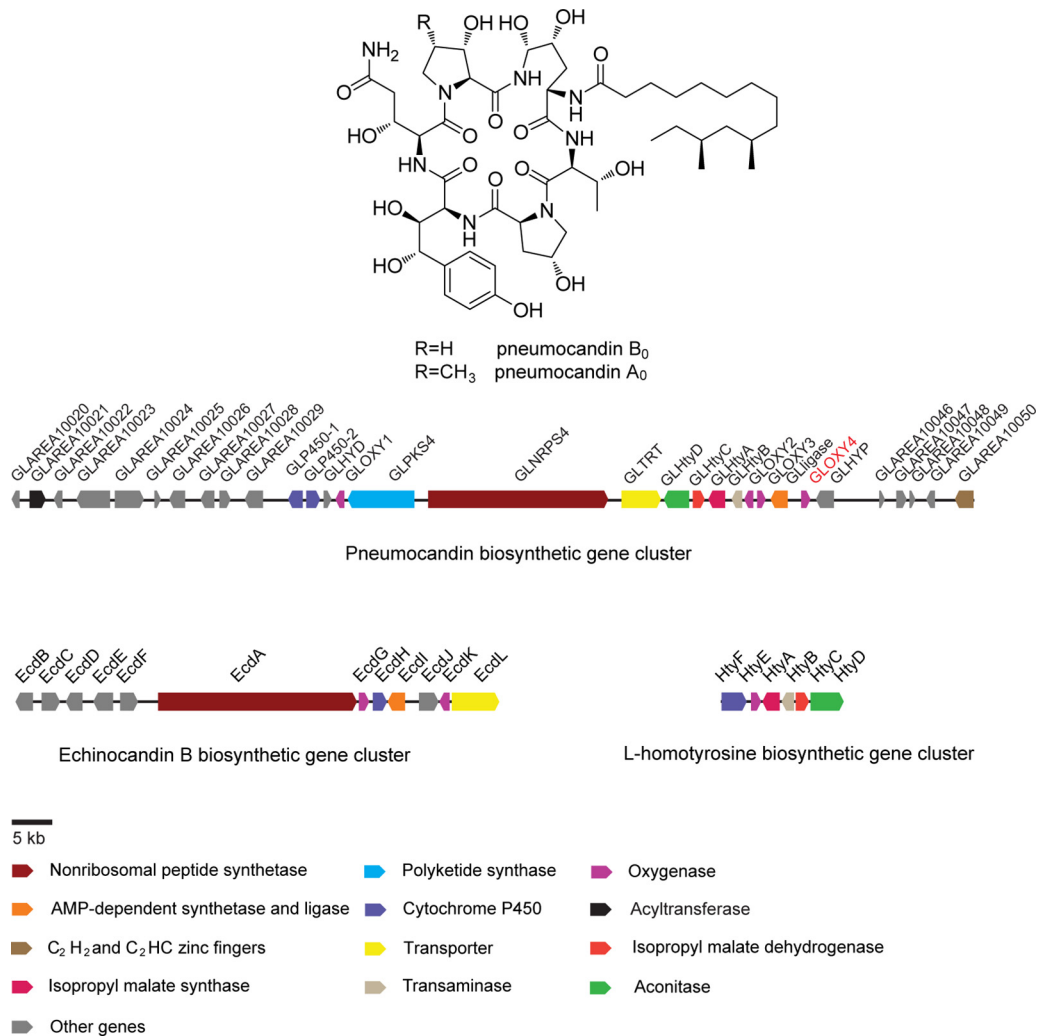 R
OH
HO
OH
NH₂
O
N
NH
O
N
H
O
O
O
O
NH
HO
HN
O
O
O
OH
HO
N
H
O
N
HO
OH
OH
R=H pneumocandin B₀
R=CH₃ pneumocandin A₀
GLAREA10020
GLAREA10021
GLAREA10022
GLAREA10023
GLAREA10024
GLAREA10025
GLAREA10026
GLAREA10027
GLAREA10028
GLAREA10029
GLP450-1
GLP450-2
GLHYD
GLOXY1
GLPKS4
GLNRPS4
GLTRT
GLHtyD
GLHtyC
GLHtyA
GLHtyB
GLOXY2
GLOXY3
GLligase
GLOXY4
GLHYP
GLAREA10046
GLAREA10047
GLAREA10048
GLAREA10049
GLAREA10050
Pneumocandin biosynthetic gene cluster
EcdB
EcdC
EcdD
EcdE
EcdF
EcdA
EcdG
EcdH
EcdI
EcdJ
EcdK
EcdL
HtyF
HtyE
HtyA
HtyB
HtyC
HtyD
Echinocandin B biosynthetic gene cluster
L-homotyrosine biosynthetic gene cluster
5 kb
Nonribosomal peptide synthetase
Polyketide synthase
Oxygenase
AMP-dependent synthetase and ligase
Cytochrome P450
Acyltransferase
C₂ H₂ and C₂HC zinc fingers
Transporter
Isopropyl malate dehydrogenase
Isopropyl malate synthase
Transaminase
Aconitase
Other genes